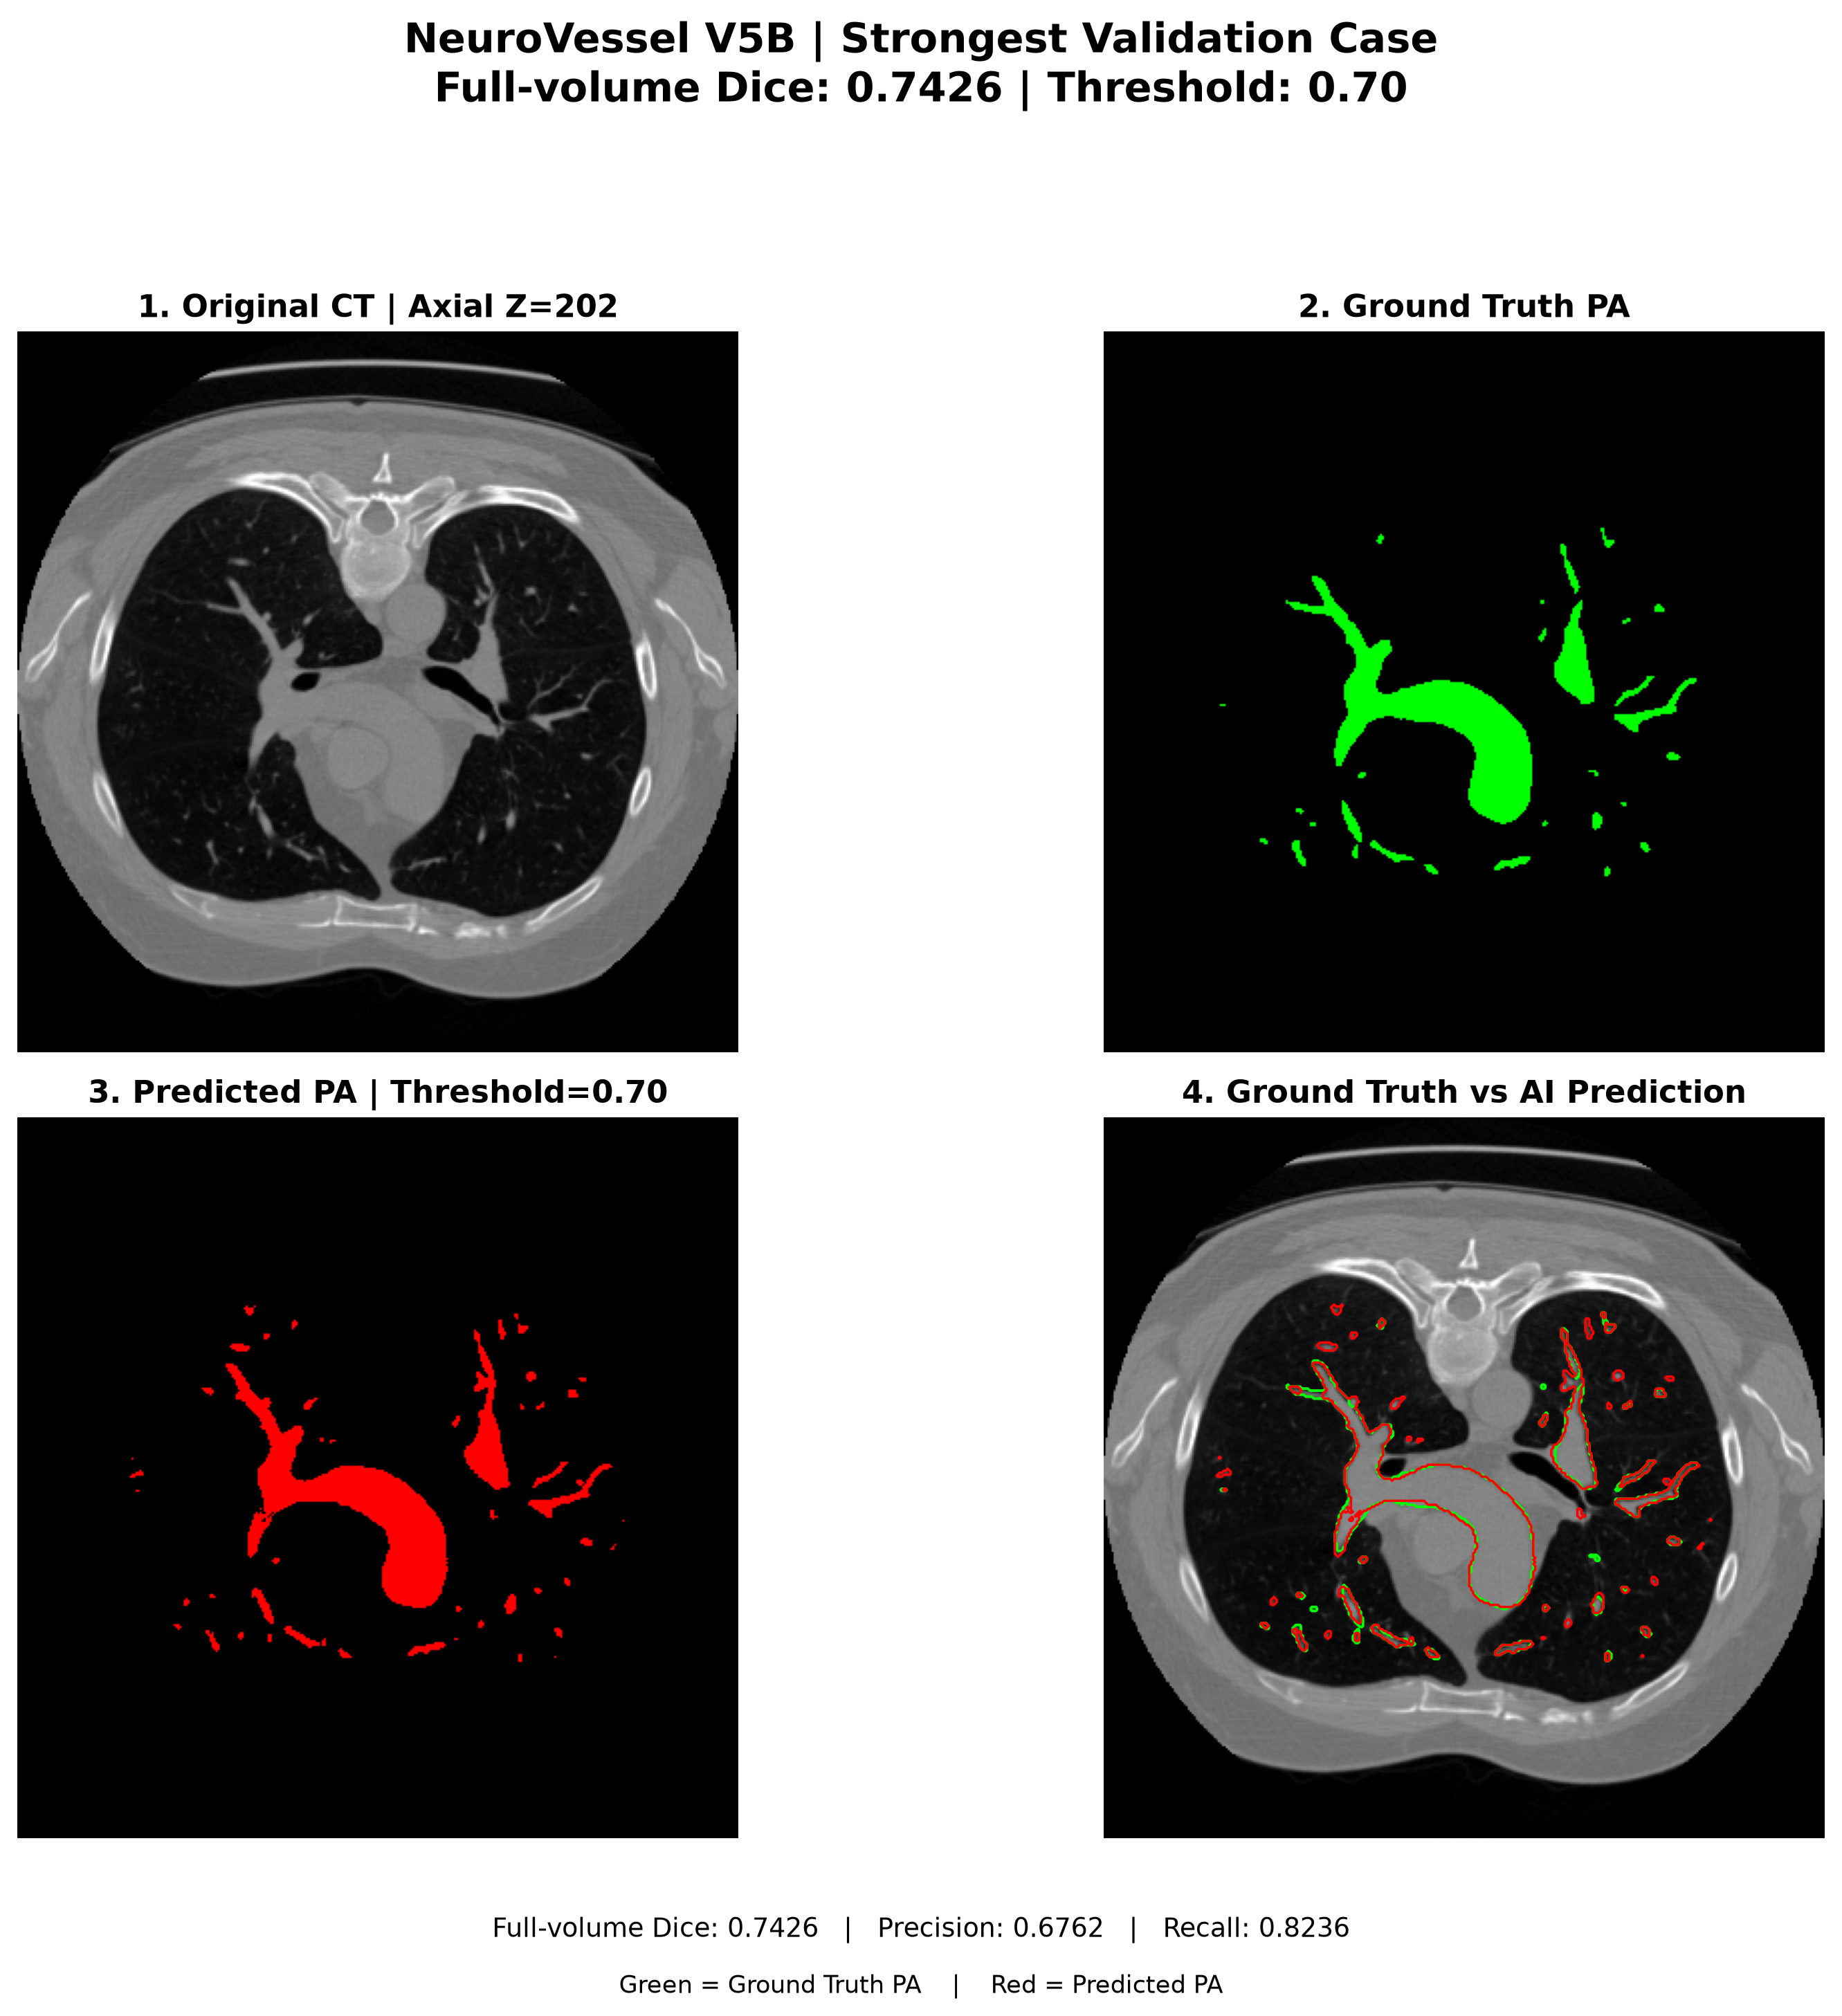 NeuroVessel V5B | Strongest Validation Case
Full-volume Dice: 0.7426 | Threshold: 0.70
1. Original CT | Axial Z=202
2. Ground Truth PA
3. Predicted PA | Threshold=0.70
4. Ground Truth vs AI Prediction
Full-volume Dice: 0.7426 | Precision: 0.6762 | Recall: 0.8236
Green = Ground Truth PA | Red = Predicted PA